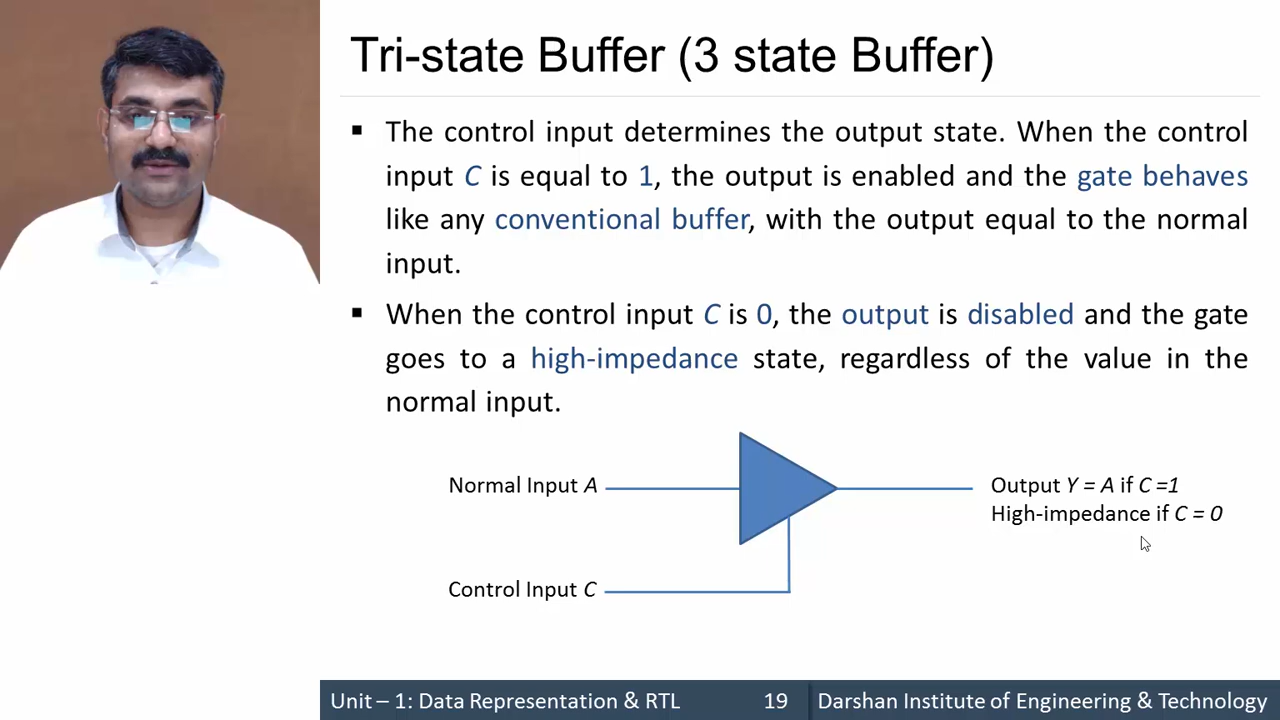 Tri-state Buffer (3 state Buffer)
▪ The control input determines the output state. When the control
input C is equal to 1, the output is enabled and the gate behaves
like any conventional buffer, with the output equal to the normal
input.
▪ When the control input C is 0, the output is disabled and the gate
goes to a high-impedance state, regardless of the value in the
normal input.
Normal Input A
Output Y = A if C =1
High-impedance if C = 0
Control Input C
Unit – 1: Data Representation & RTL
19
Darshan Institute of Engineering & Technology